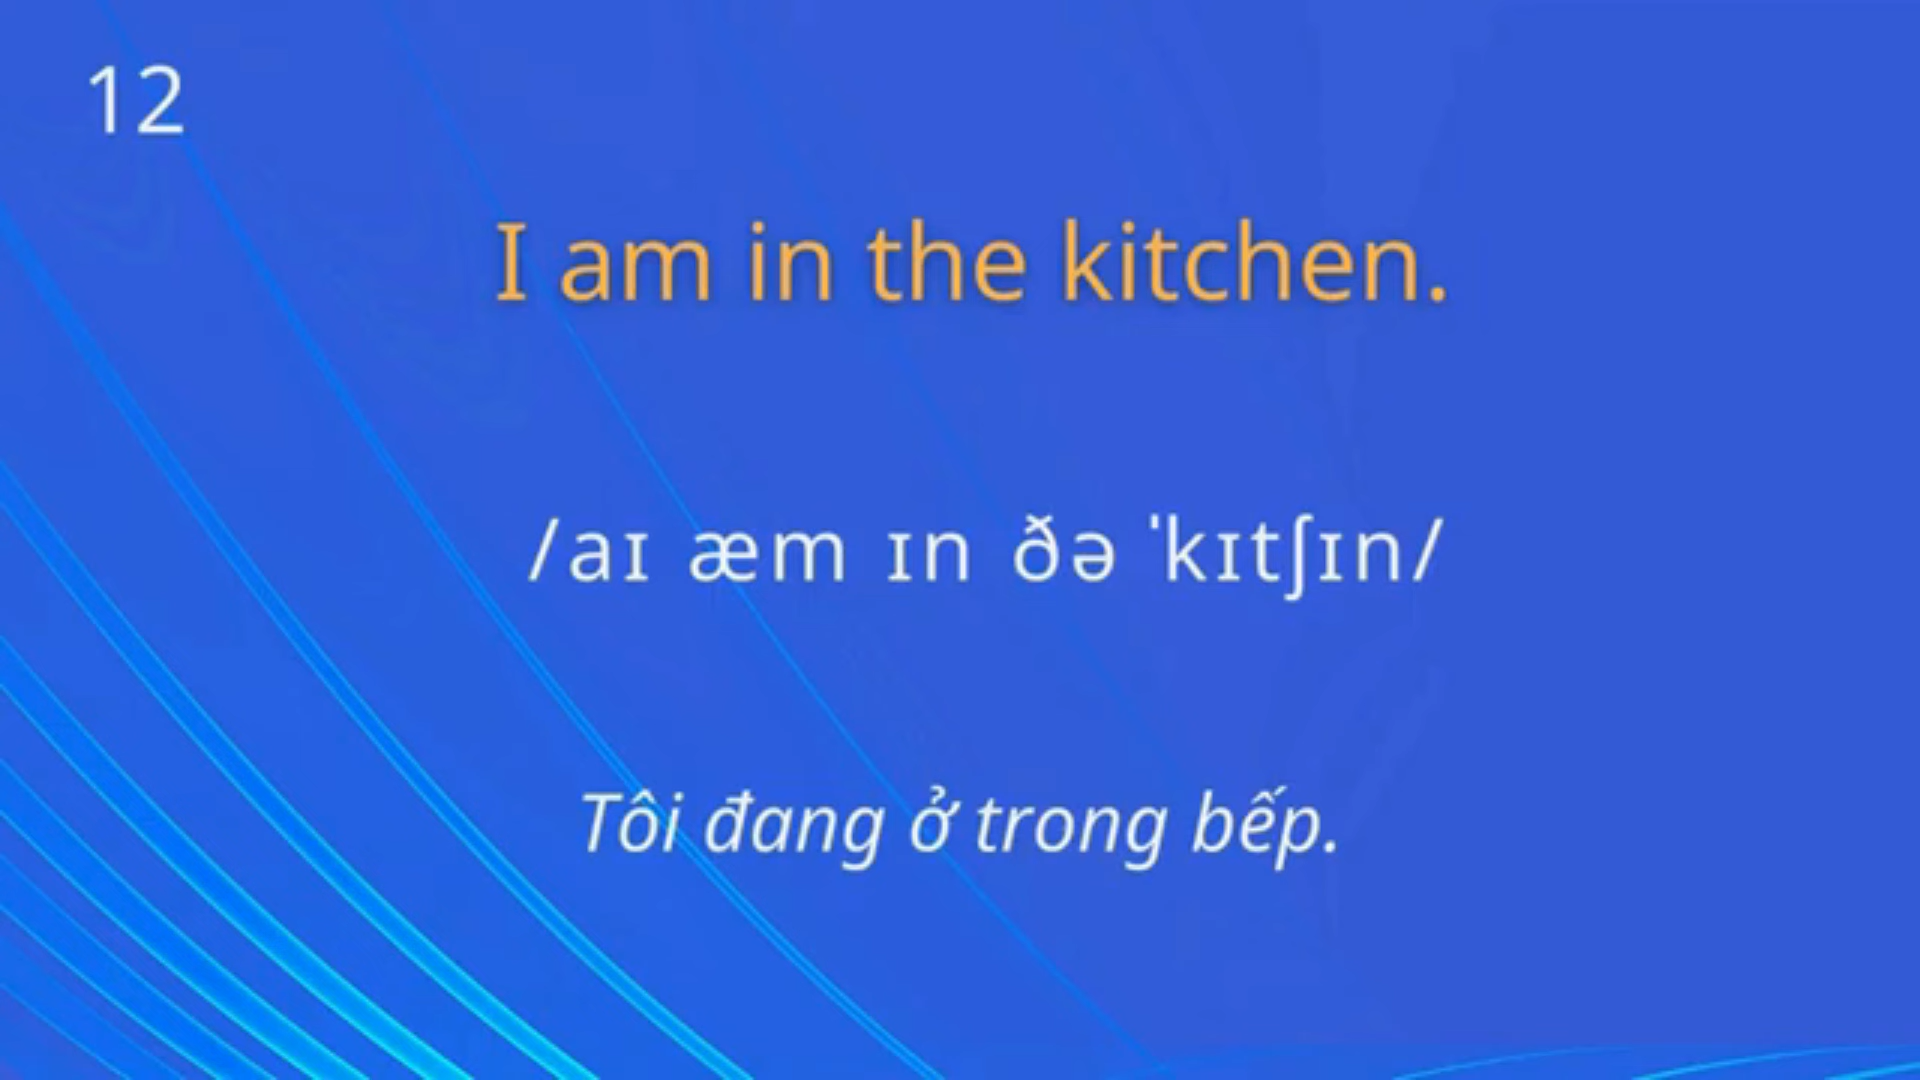 12
I am in the kitchen.
/aɪ æm ɪn ðə ˈkɪtʃɪn/
Tôi đang ở trong bếp.